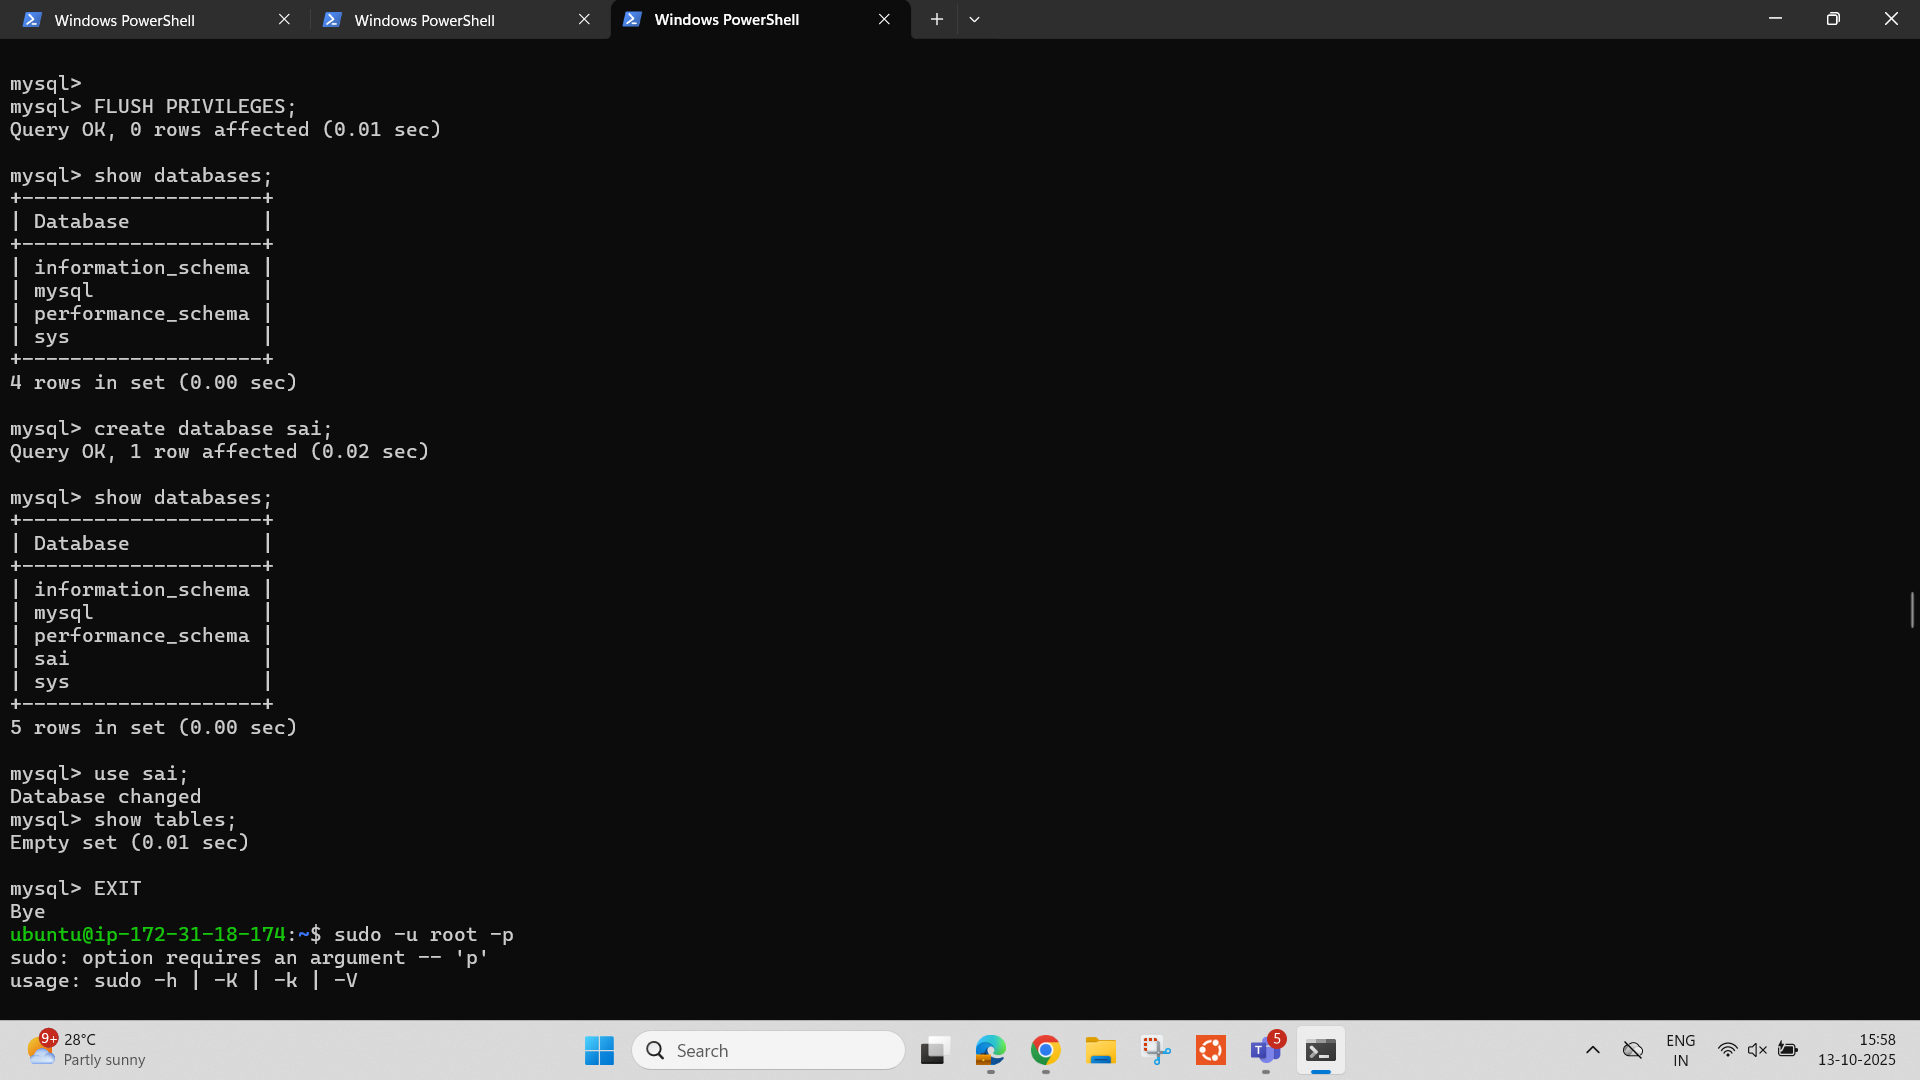 Windows PowerShell
Windows PowerShell
Windows PowerShell
mysql>
mysql> FLUSH PRIVILEGES;
Query OK, 0 rows affected (0.01 sec)
mysql> show databases;
+--------------------+
| Database           |
+--------------------+
| information_schema |
| mysql              |
| performance_schema |
| sys                |
+--------------------+
4 rows in set (0.00 sec)
mysql> create database sai;
Query OK, 1 row affected (0.02 sec)
mysql> show databases;
+--------------------+
| Database           |
+--------------------+
| information_schema |
| mysql              |
| performance_schema |
| sai                |
| sys                |
+--------------------+
5 rows in set (0.00 sec)
mysql> use sai;
Database changed
mysql> show tables;
Empty set (0.01 sec)
mysql> EXIT
Bye
ubuntu@ip-172-31-18-174:~$ sudo -u root -p
sudo: option requires an argument -- 'p'
usage: sudo -h | -K | -k | -V
9+
28°C
Partly sunny
Search
T
5
ENG
IN
15:58
13-10-2025